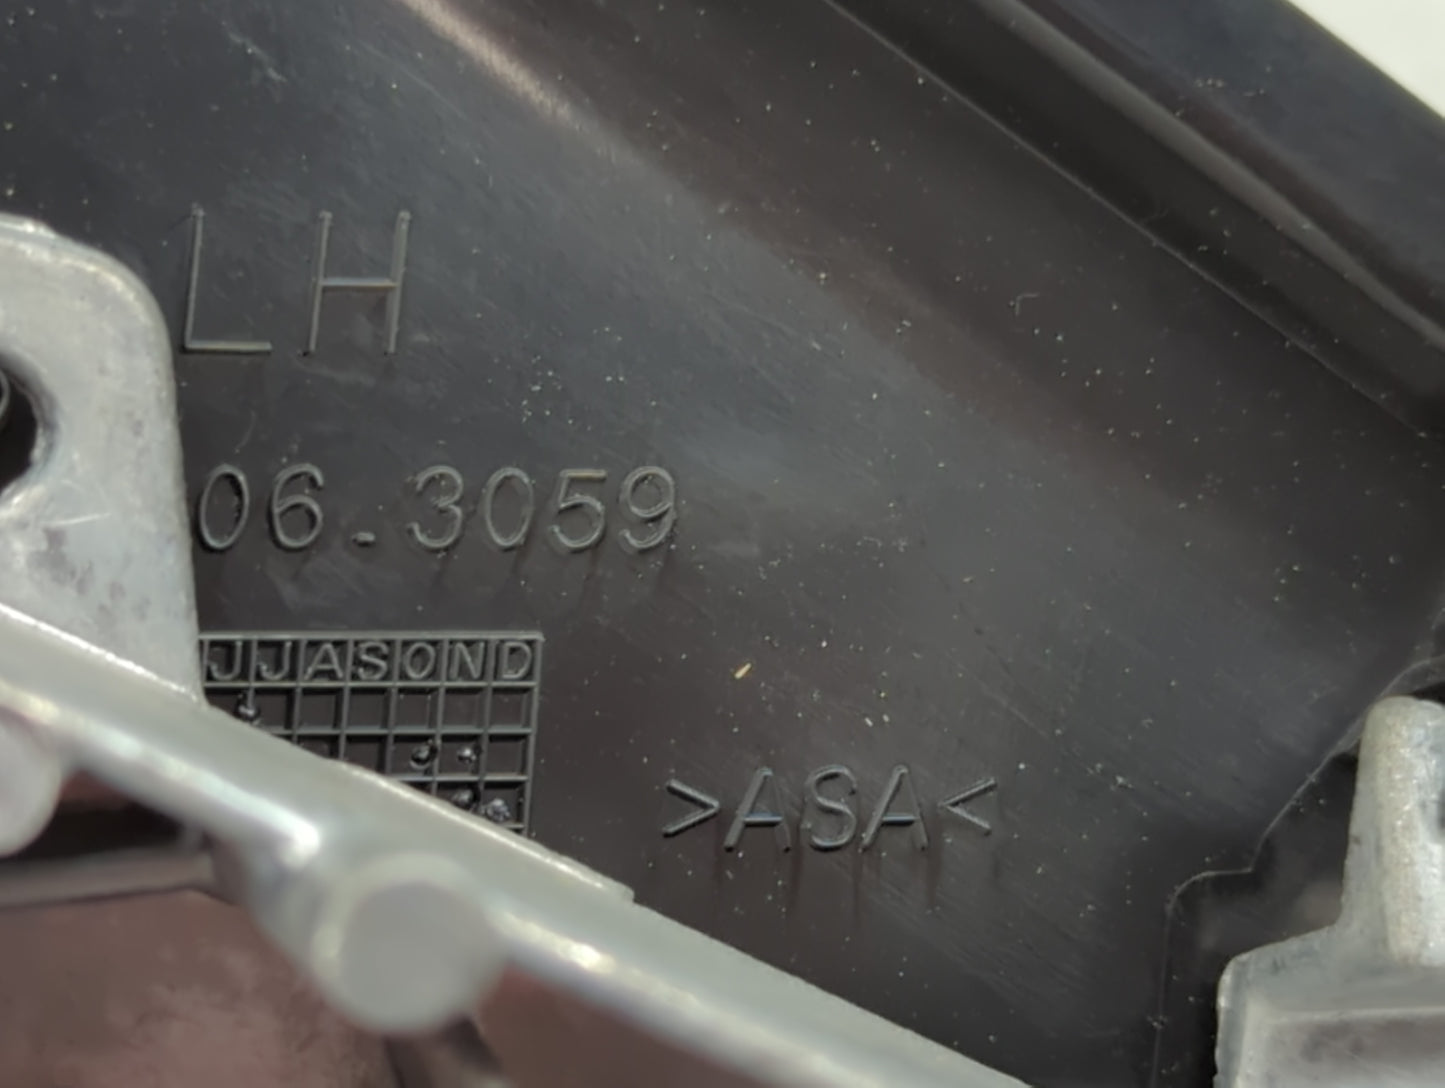 LH
06.3059
JJASOND
>ASA<